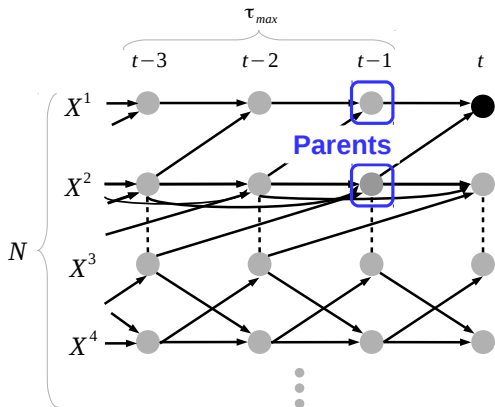 τmax
t−3 t−2 t−1 t
X¹
Parents
X²
N
X³
X⁴